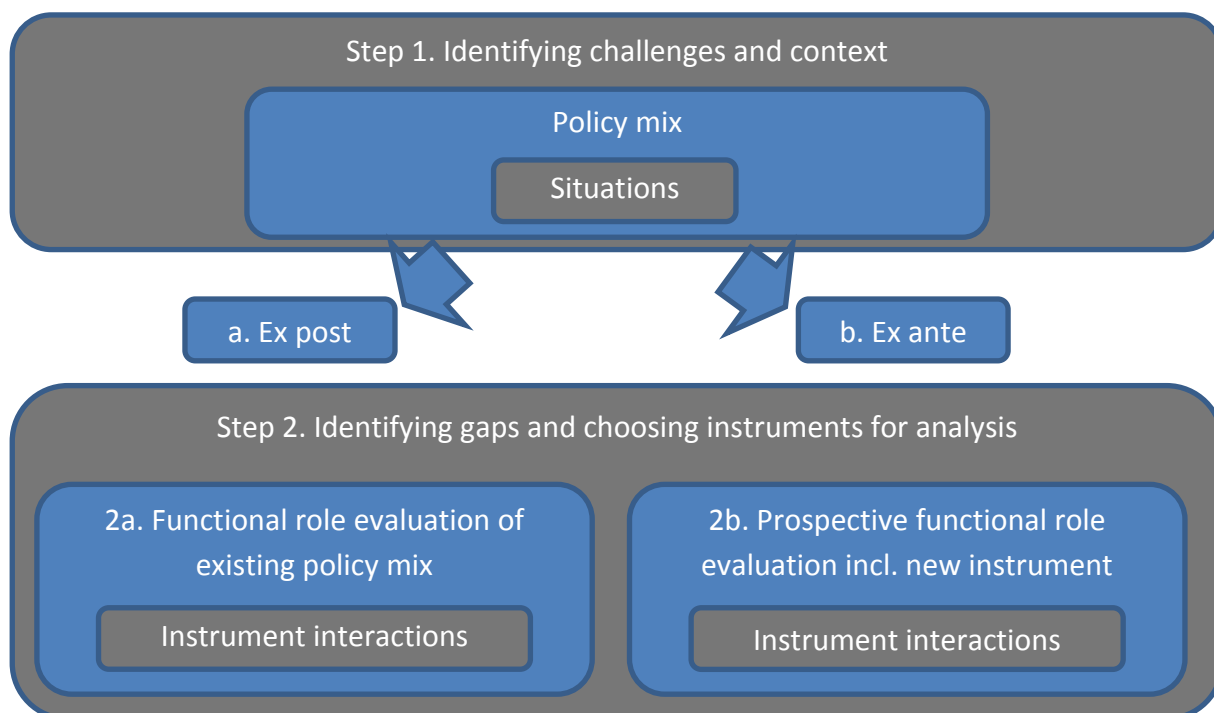 Step 1. Identifying challenges and context
Policy mix
Situations
a. Ex post
b. Ex ante
Step 2. Identifying gaps and choosing instruments for analysis
2a. Functional role evaluation of
existing policy mix
Instrument interactions
2b. Prospective functional role
evaluation incl. new instrument
Instrument interactions